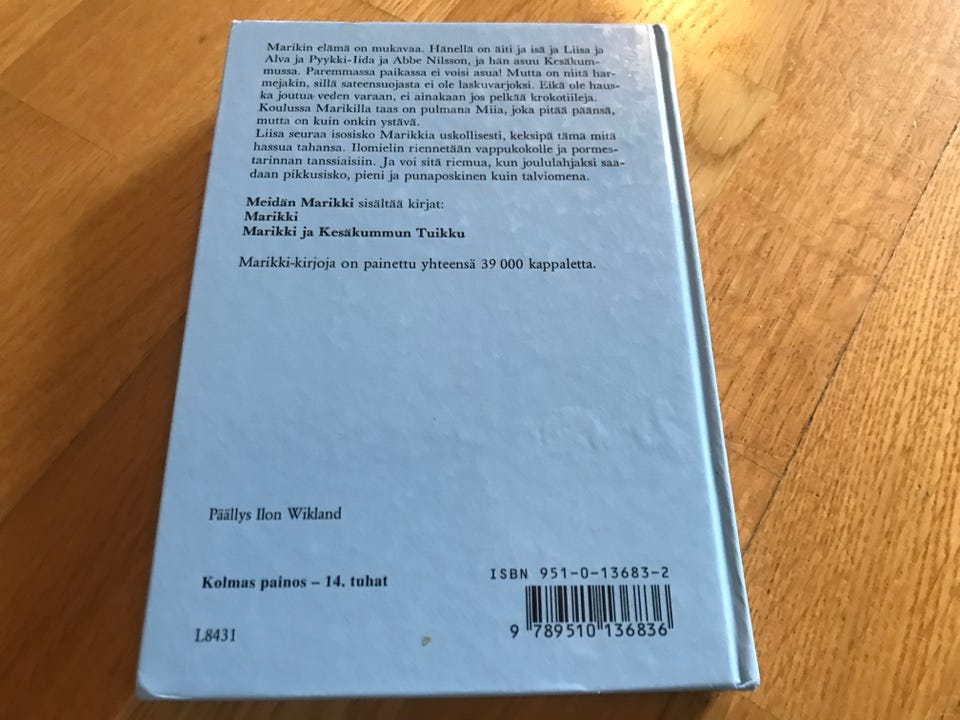 Marikin elämä on mukavaa. Hänellä on äiti ja isä ja Liisa ja
Alva ja Pyykki-Iida ja Abbe Nilsson, ja hän asuu Kesäkum-
mussa. Paremmassa paikassa ei voisi asua! Mutta on niitä har-
mejakin, sillä sateensuojasta ei ole laskuvarjoksi. Eikä ole haus-
ka joutua veden varaan, ei ainakaan jos pelkää krokotiileja.
Koulussa Marikilla taas on pulmana Miia, joka pitää päänsä,
mutta on kuin onkin ystävä.
Liisa seuraa isosisko Marikkia uskollisesti, keksipä tämä mitä
hassua tahansa. Ilomielin riennetään vappukokolle ja pormes-
tarinnan tanssiaisiin. Ja voi sitä riemua, kun joululahjaksi saa-
daan pikkusisko, pieni ja punaposkinen kuin talviomena.
Meidän Marikki sisältää kirjat:
Marikki
Marikki ja Kesäkummun Tuikku
Marikki-kirjoja on painettu yhteensä 39 000 kappaletta.
Päällys Ilon Wikland
Kolmas painos – 14. tuhat
L8431
ISBN 951-0-13683-2
9 789510 136836